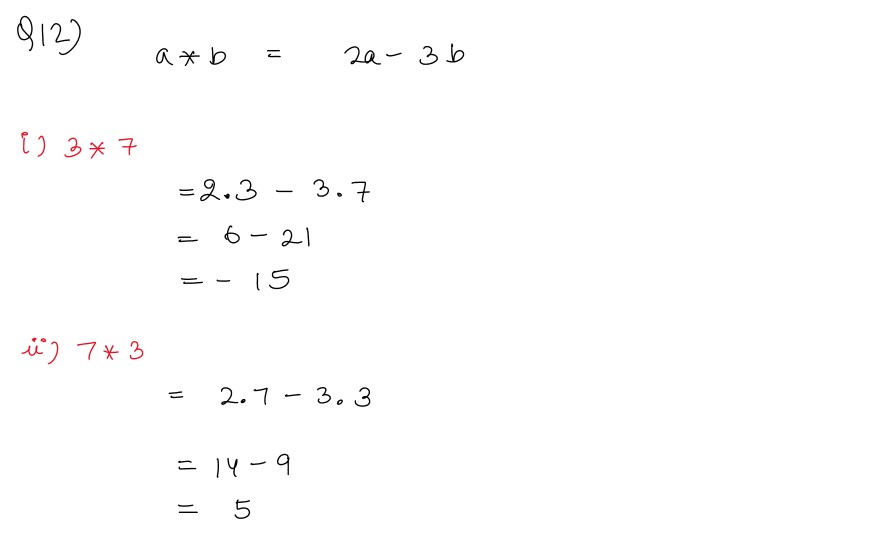 Q12)
a * b = 2a - 3b
i) 3 * 7
= 2.3 - 3.7
= 6 - 21
= - 15
ii) 7 * 3
= 2.7 - 3.3
= 14 - 9
= 5